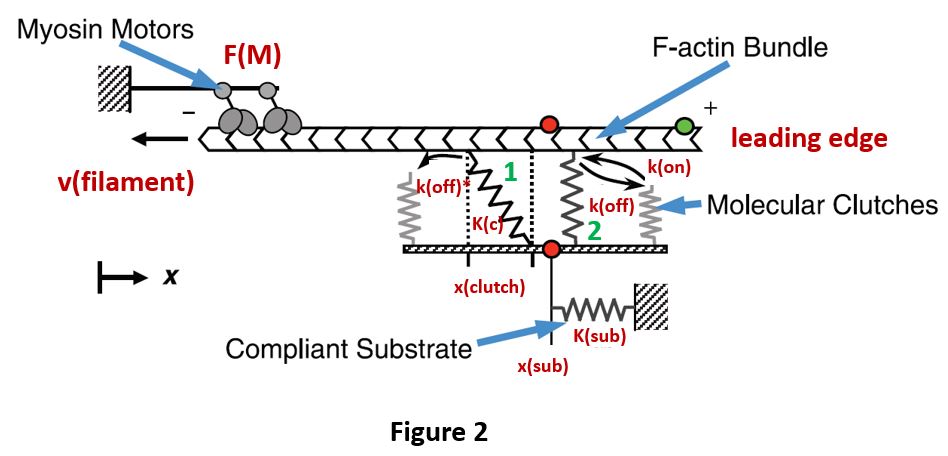 Myosin Motors
F(M)
F-actin Bundle
−
+
leading edge
v(filament)
k(off)*
1
k(on)
k(off)
K(c)
2
Molecular Clutches
x
x(clutch)
K(sub)
Compliant Substrate
x(sub)
Figure 2